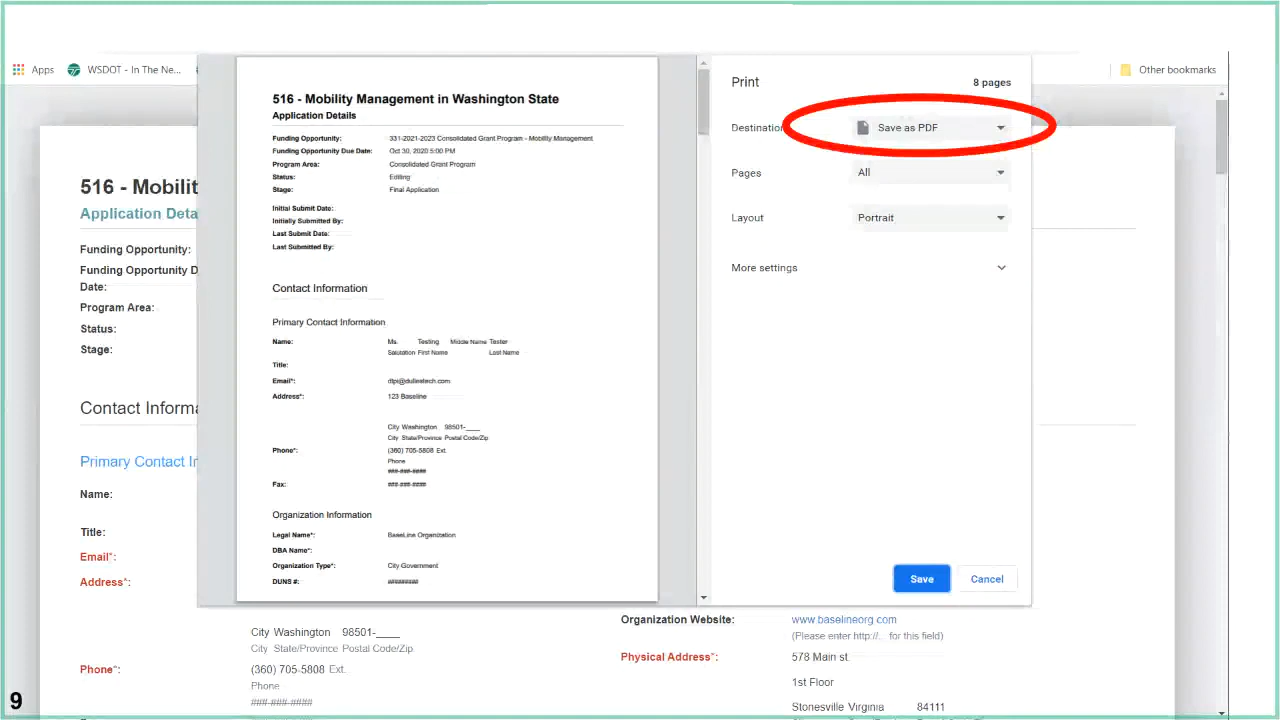 Apps WSDOT - In The Ne... Other bookmarks
516 - Mobility Management in Washington State
Application Details
Funding Opportunity: 331-2021-2023 Consolidated Grant Program - Mobility Management
Funding Opportunity Due Date: Oct 30, 2020 5:00 PM
Program Area: Consolidated Grant Program
Status: Editing
Stage: Final Application
Initial Submit Date:
Initially Submitted By:
Last Submit Date:
Last Submitted By:
Contact Information
Primary Contact Information
Name: Ms. Testing Middle Name Tester
Salutation First Name Last Name
Title:
Email*:
Address*: 123 Baseline
City Washington 98501-____
City State/Province Postal Code/Zip
Phone*: (360) 705-5808 Ext.
Phone
###-###-####
Fax: ###-###-####
Organization Information
Legal Name*: BaseLine Organization
DBA Name*:
Organization Type*: City Government
DUNS #: #########
Print 8 pages
Destination Save as PDF
Pages All
Layout Portrait
More settings
Save Cancel
516 - Mobilit
Application Deta
Funding Opportunity:
Funding Opportunity D
Date:
Program Area:
Status:
Stage:
Contact Informa
Primary Contact In
Name:
Title:
Email*:
Address*:
City Washington 98501-____
City State/Province Postal Code/Zip
Phone*: (360) 705-5808 Ext.
Phone
###-###-####
Organization Website: www.baselineorg.com
(Please enter http://... for this field)
Physical Address*: 578 Main st.
1st Floor
Stonesville Virginia 84111
9